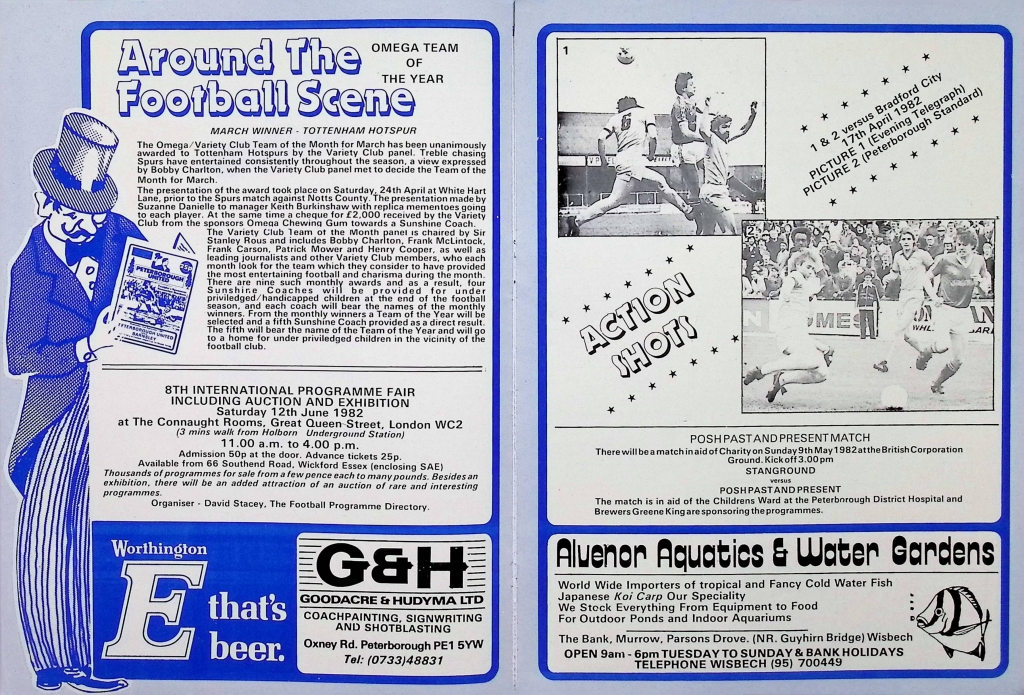 Around The
Football Scene
OMEGA TEAM
OF
THE YEAR
MARCH WINNER - TOTTENHAM HOTSPUR
The Omega/Variety Club Team of the Month for March has been unanimously
awarded to Tottenham Hotspurs by the Variety Club panel. Treble chasing
Spurs have entertained consistently throughout the season, a view expressed
by Bobby Charlton, when the Variety Club panel met to decide the Team of the
Month for March.
The presentation of the award took place on Saturday, 24th April at White Hart
Lane, prior to the Spurs match against Notts County. The presentation made by
Suzanne Danielle to manager Keith Burkinshaw with replica mementoes going
to each player. At the same time a cheque for £2,000 received by the Variety
Club from the sponsors Omega Chewing Gum towards a Sunshine Coach.
The Variety Club Team of the Month panel is chaired by Sir
Stanley Rous and includes Bobby Charlton, Frank McLintock,
Frank Carson, Patrick Mower and Henry Cooper, as well as
leading journalists and other Variety Club members, who each
month look for the team which they consider to have provided
the most entertaining football and charisma during the month.
There are nine such monthly awards and as a result, four
Sunshine Coaches will be provided for under
priviledged/handicapped children at the end of the football
season, and each coach will bear the names of the monthly
winners. From the monthly winners a Team of the Year will be
selected and a fifth Sunshine Coach provided as a direct result.
The fifth will bear the name of the Team of the Year and will go
to a home for under priviledged children in the vicinity of the
football club.
PETERBOROUGH
UNITED
PETERBOROUGH UNITED
BARNSLEY
8TH INTERNATIONAL PROGRAMME FAIR
INCLUDING AUCTION AND EXHIBITION
Saturday 12th June 1982
at The Connaught Rooms, Great Queen Street, London WC2
(3 mins walk from Holborn Underground Station)
11.00 a.m. to 4.00 p.m.
Admission 50p at the door. Advance tickets 25p.
Available from 66 Southend Road, Wickford Essex (enclosing SAE)
Thousands of programmes for sale from a few pence each to many pounds. Besides an
exhibition, there will be an added attraction of an auction of rare and interesting
programmes.
Organiser - David Stacey, The Football Programme Directory.
Worthington
E that's
beer.
G&H
GOODACRE & HUDYMA LTD
COACHPAINTING, SIGNWRITING
AND SHOTBLASTING
Oxney Rd. Peterborough PE1 5YW
Tel: (0733) 48831
1
6
1 & 2 versus Bradford City
17th April 1982
PICTURE 1 (Evening Telegraph)
PICTURE 2 (Peterborough Standard)
ACTION
SHOTS
2
OMES
WHL
POSH PAST AND PRESENT MATCH
There will be a match in aid of Charity on Sunday 9th May 1982 at the British Corporation
Ground. Kick off 3.00 pm
STANGROUND
versus
POSH PAST AND PRESENT
The match is in aid of the Childrens Ward at the Peterbnrough District Hospital and
Brewers Greene King are sponsoring the programmes.
Alvenor Aquatics & Water Gardens
World Wide Importers of tropical and Fancy Cold Water Fish
Japanese Koi Carp Our Speciality
We Stock Everything From Equipment to Food
For Outdoor Ponds and Indoor Aquariums
The Bank, Murrow, Parsons Drove. (NR. Guyhirn Bridge) Wisbech
OPEN 9am - 6pm TUESDAY TO SUNDAY & BANK HOLIDAYS
TELEPHONE WISBECH (95) 700449